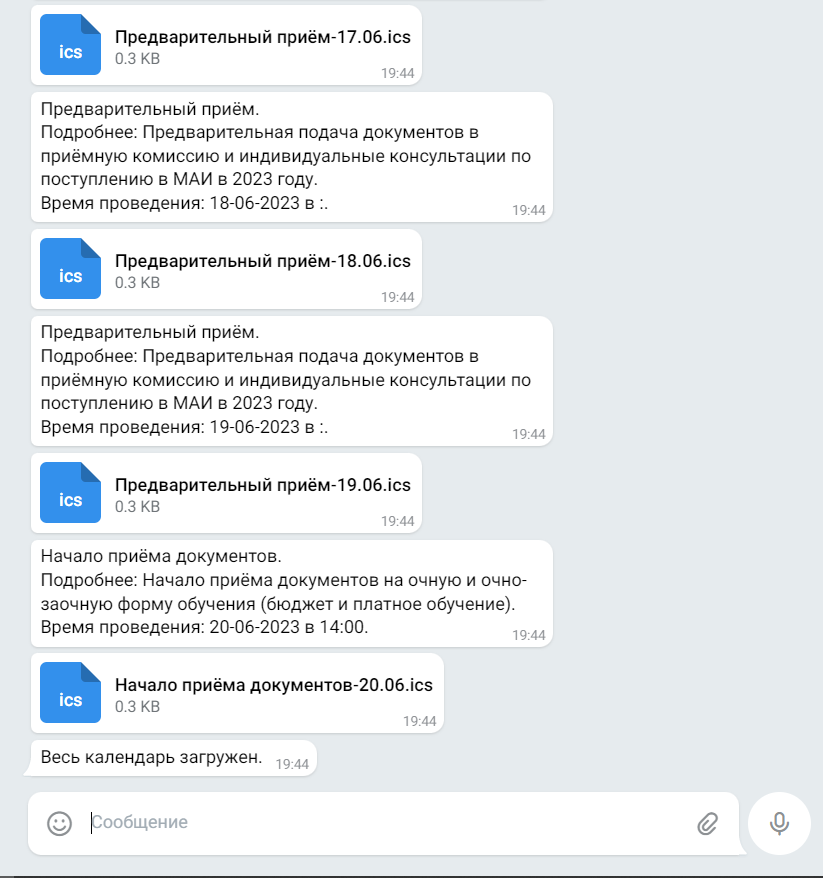 ics
Предварительный приём-17.06.ics
0.3 KB
19:44
Предварительный приём.
Подробнее: Предварительная подача документов в
приёмную комиссию и индивидуальные консультации по
поступлению в МАИ в 2023 году.
Время проведения: 18-06-2023 в :.
19:44
ics
Предварительный приём-18.06.ics
0.3 KB
19:44
Предварительный приём.
Подробнее: Предварительная подача документов в
приёмную комиссию и индивидуальные консультации по
поступлению в МАИ в 2023 году.
Время проведения: 19-06-2023 в :.
19:44
ics
Предварительный приём-19.06.ics
0.3 KB
19:44
Начало приёма документов.
Подробнее: Начало приёма документов на очную и очно-
заочную форму обучения (бюджет и платное обучение).
Время проведения: 20-06-2023 в 14:00.
19:44
ics
Начало приёма документов-20.06.ics
0.3 KB
19:44
Весь календарь загружен.
19:44
Сообщение